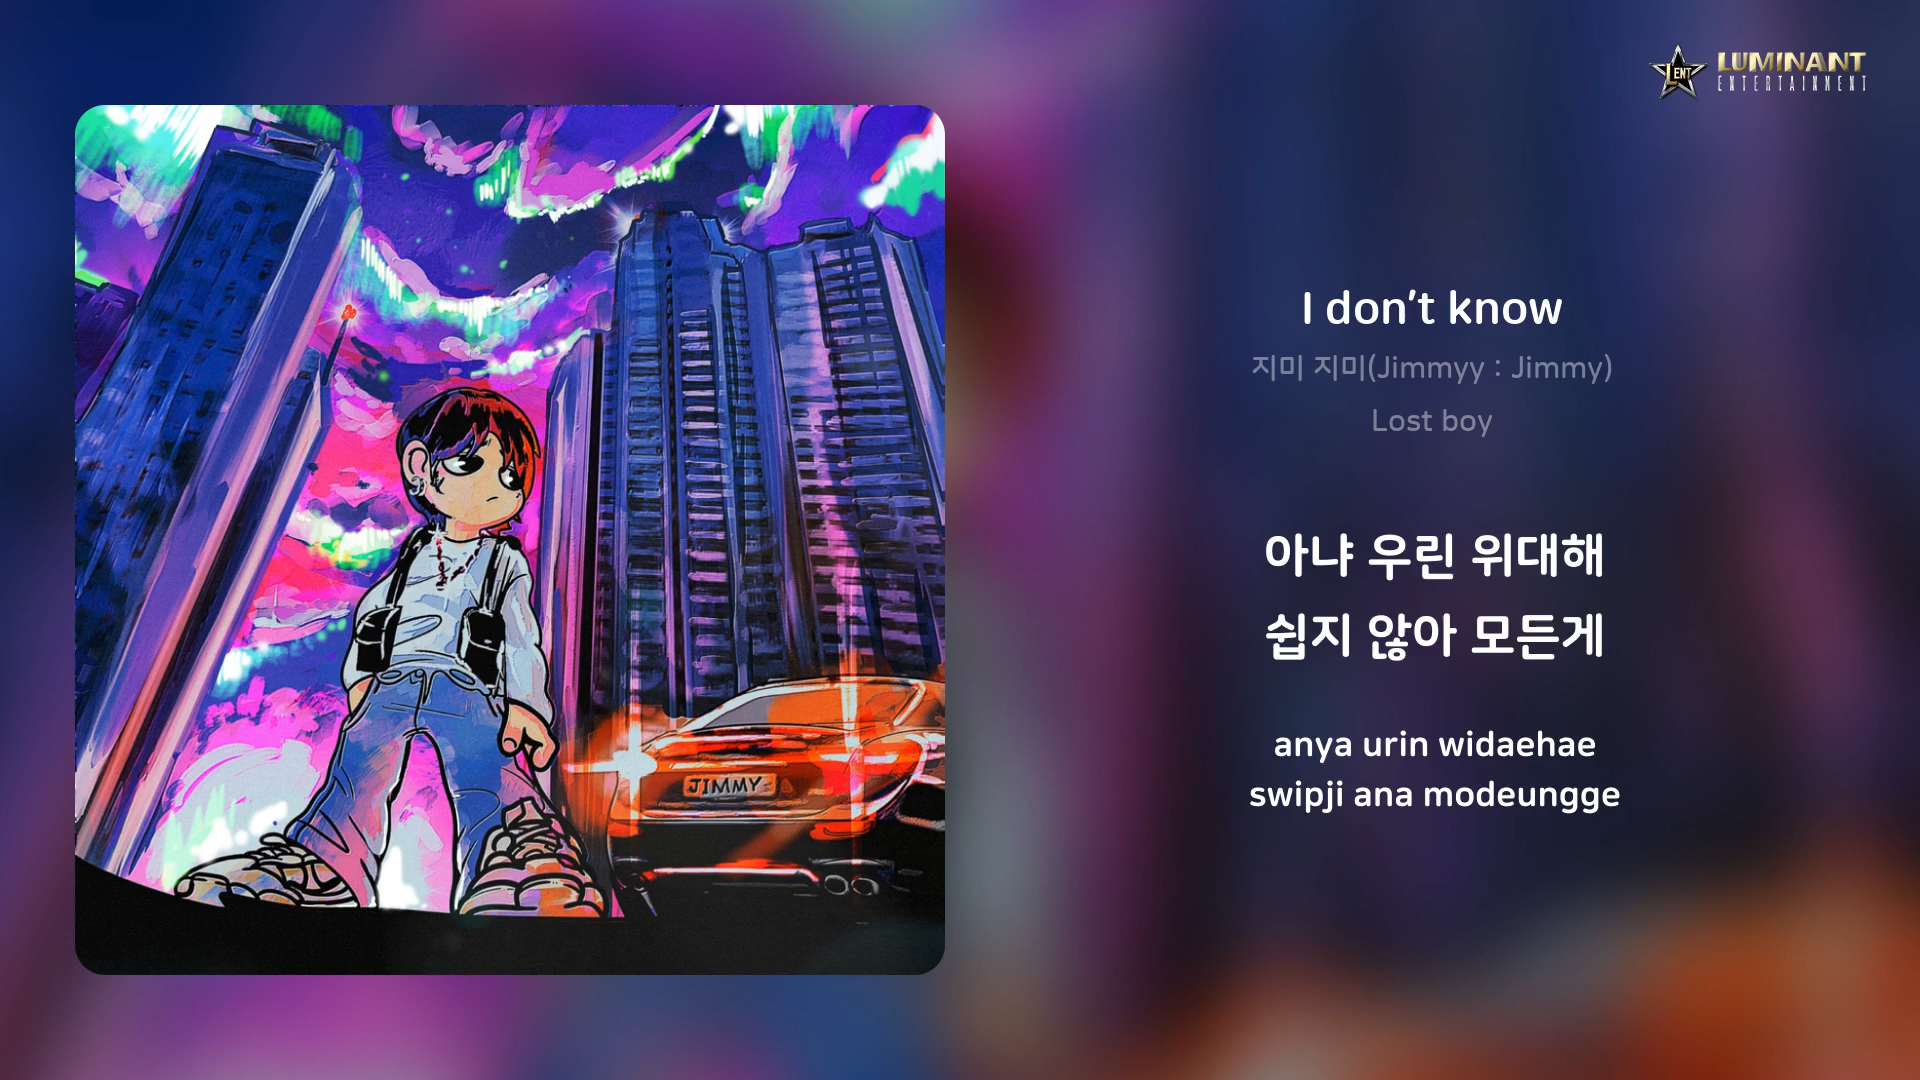 LENT
LUMINANT
ENTERTAINMENT
I don't know
지미 지미(Jimmyy : Jimmy)
Lost boy
아냐 우린 위대해
쉽지 않아 모든게
anya urin widaehae
swipji ana modeungge
JIMMY